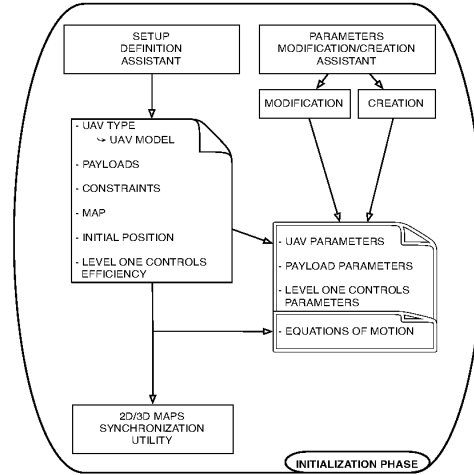 SETUP
DEFINITION
ASSISTANT
PARAMETERS
MODIFICATION/CREATION
ASSISTANT
MODIFICATION
CREATION
- UAV TYPE
↳ UAV MODEL
- PAYLOADS
- CONSTRAINTS
- MAP
- INITIAL POSITION
- LEVEL ONE CONTROLS
EFFICIENCY
- UAV PARAMETERS
- PAYLOAD PARAMETERS
- LEVEL ONE CONTROLS
PARAMETERS
- EQUATIONS OF MOTION
2D/3D MAPS
SYNCHRONIZATION
UTILITY
INITIALIZATION PHASE